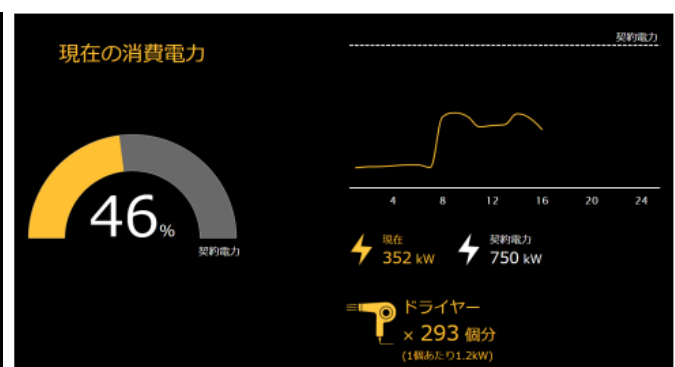 現在の消費電力
46%
契約電力
契約電力
4 8 12 16 20 24
現在
352 kW
契約電力
750 kW
ドライヤー
× 293 個分
(1個あたり1.2kW)